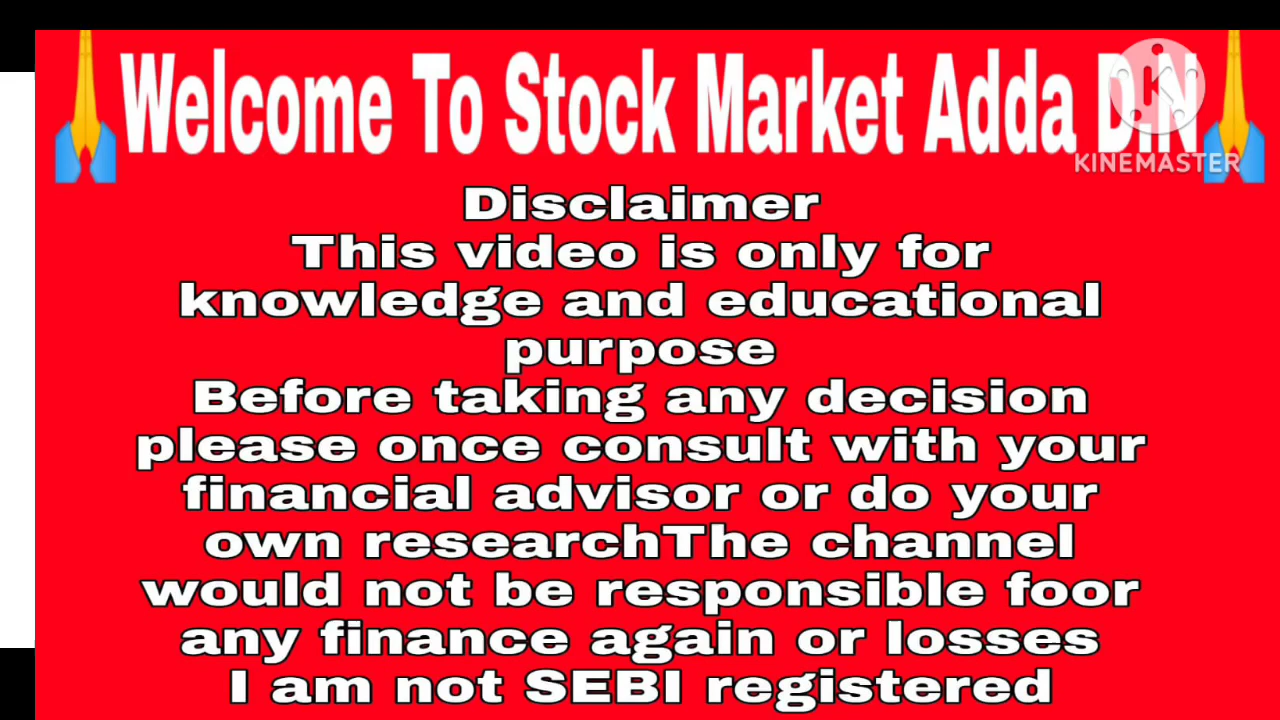 Welcome To Stock Market Adda D.N
KINEMASTER
Disclaimer
This video is only for
knowledge and educational
purpose
Before taking any decision
please once consult with your
financial advisor or do your
own researchThe channel
would not be responsible foor
any finance again or losses
I am not SEBI registered